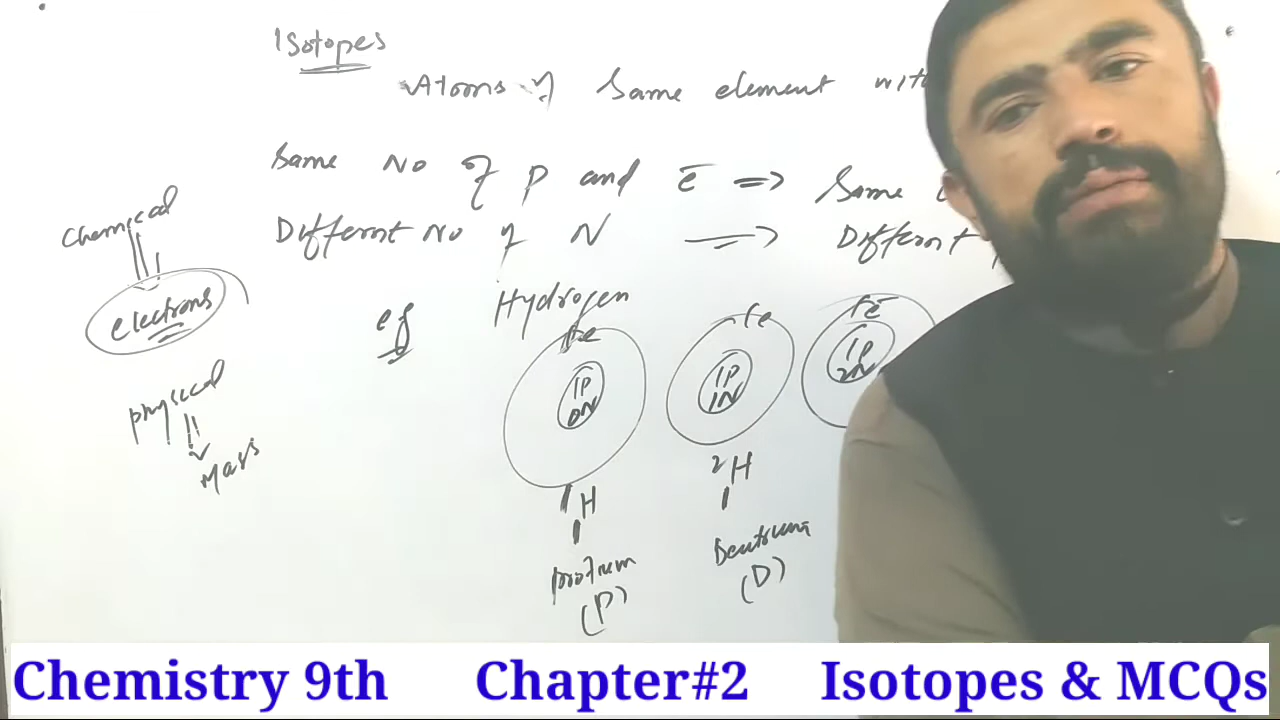 Isotopes
Atoms of Same element with
Same No of P and ē => Same
Different No of N => Different
Chemical
electrons
physical
Mass
eg
Hydrogen
1e 1e 1ē
1P 1P 1P
0N 1N 2N
1H 2H
1 1
protium Deutrium
(P) (D)
Chemistry 9th Chapter#2 Isotopes & MCQs